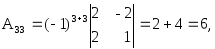 A₃₃ = (-1)³⁺³ |2 -2; 2 1| = 2+4 = 6,